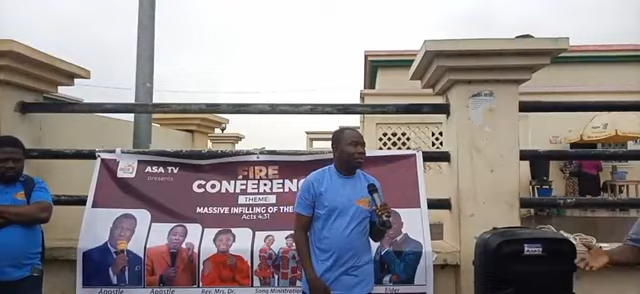 ASA TV
presents
FIRE
CONFERENC
THEME:
MASSIVE INFILLING OF THE
Acts 4:31
Apostle
Apostle
Rev. Mrs. Dr.
Song Ministration
Elder